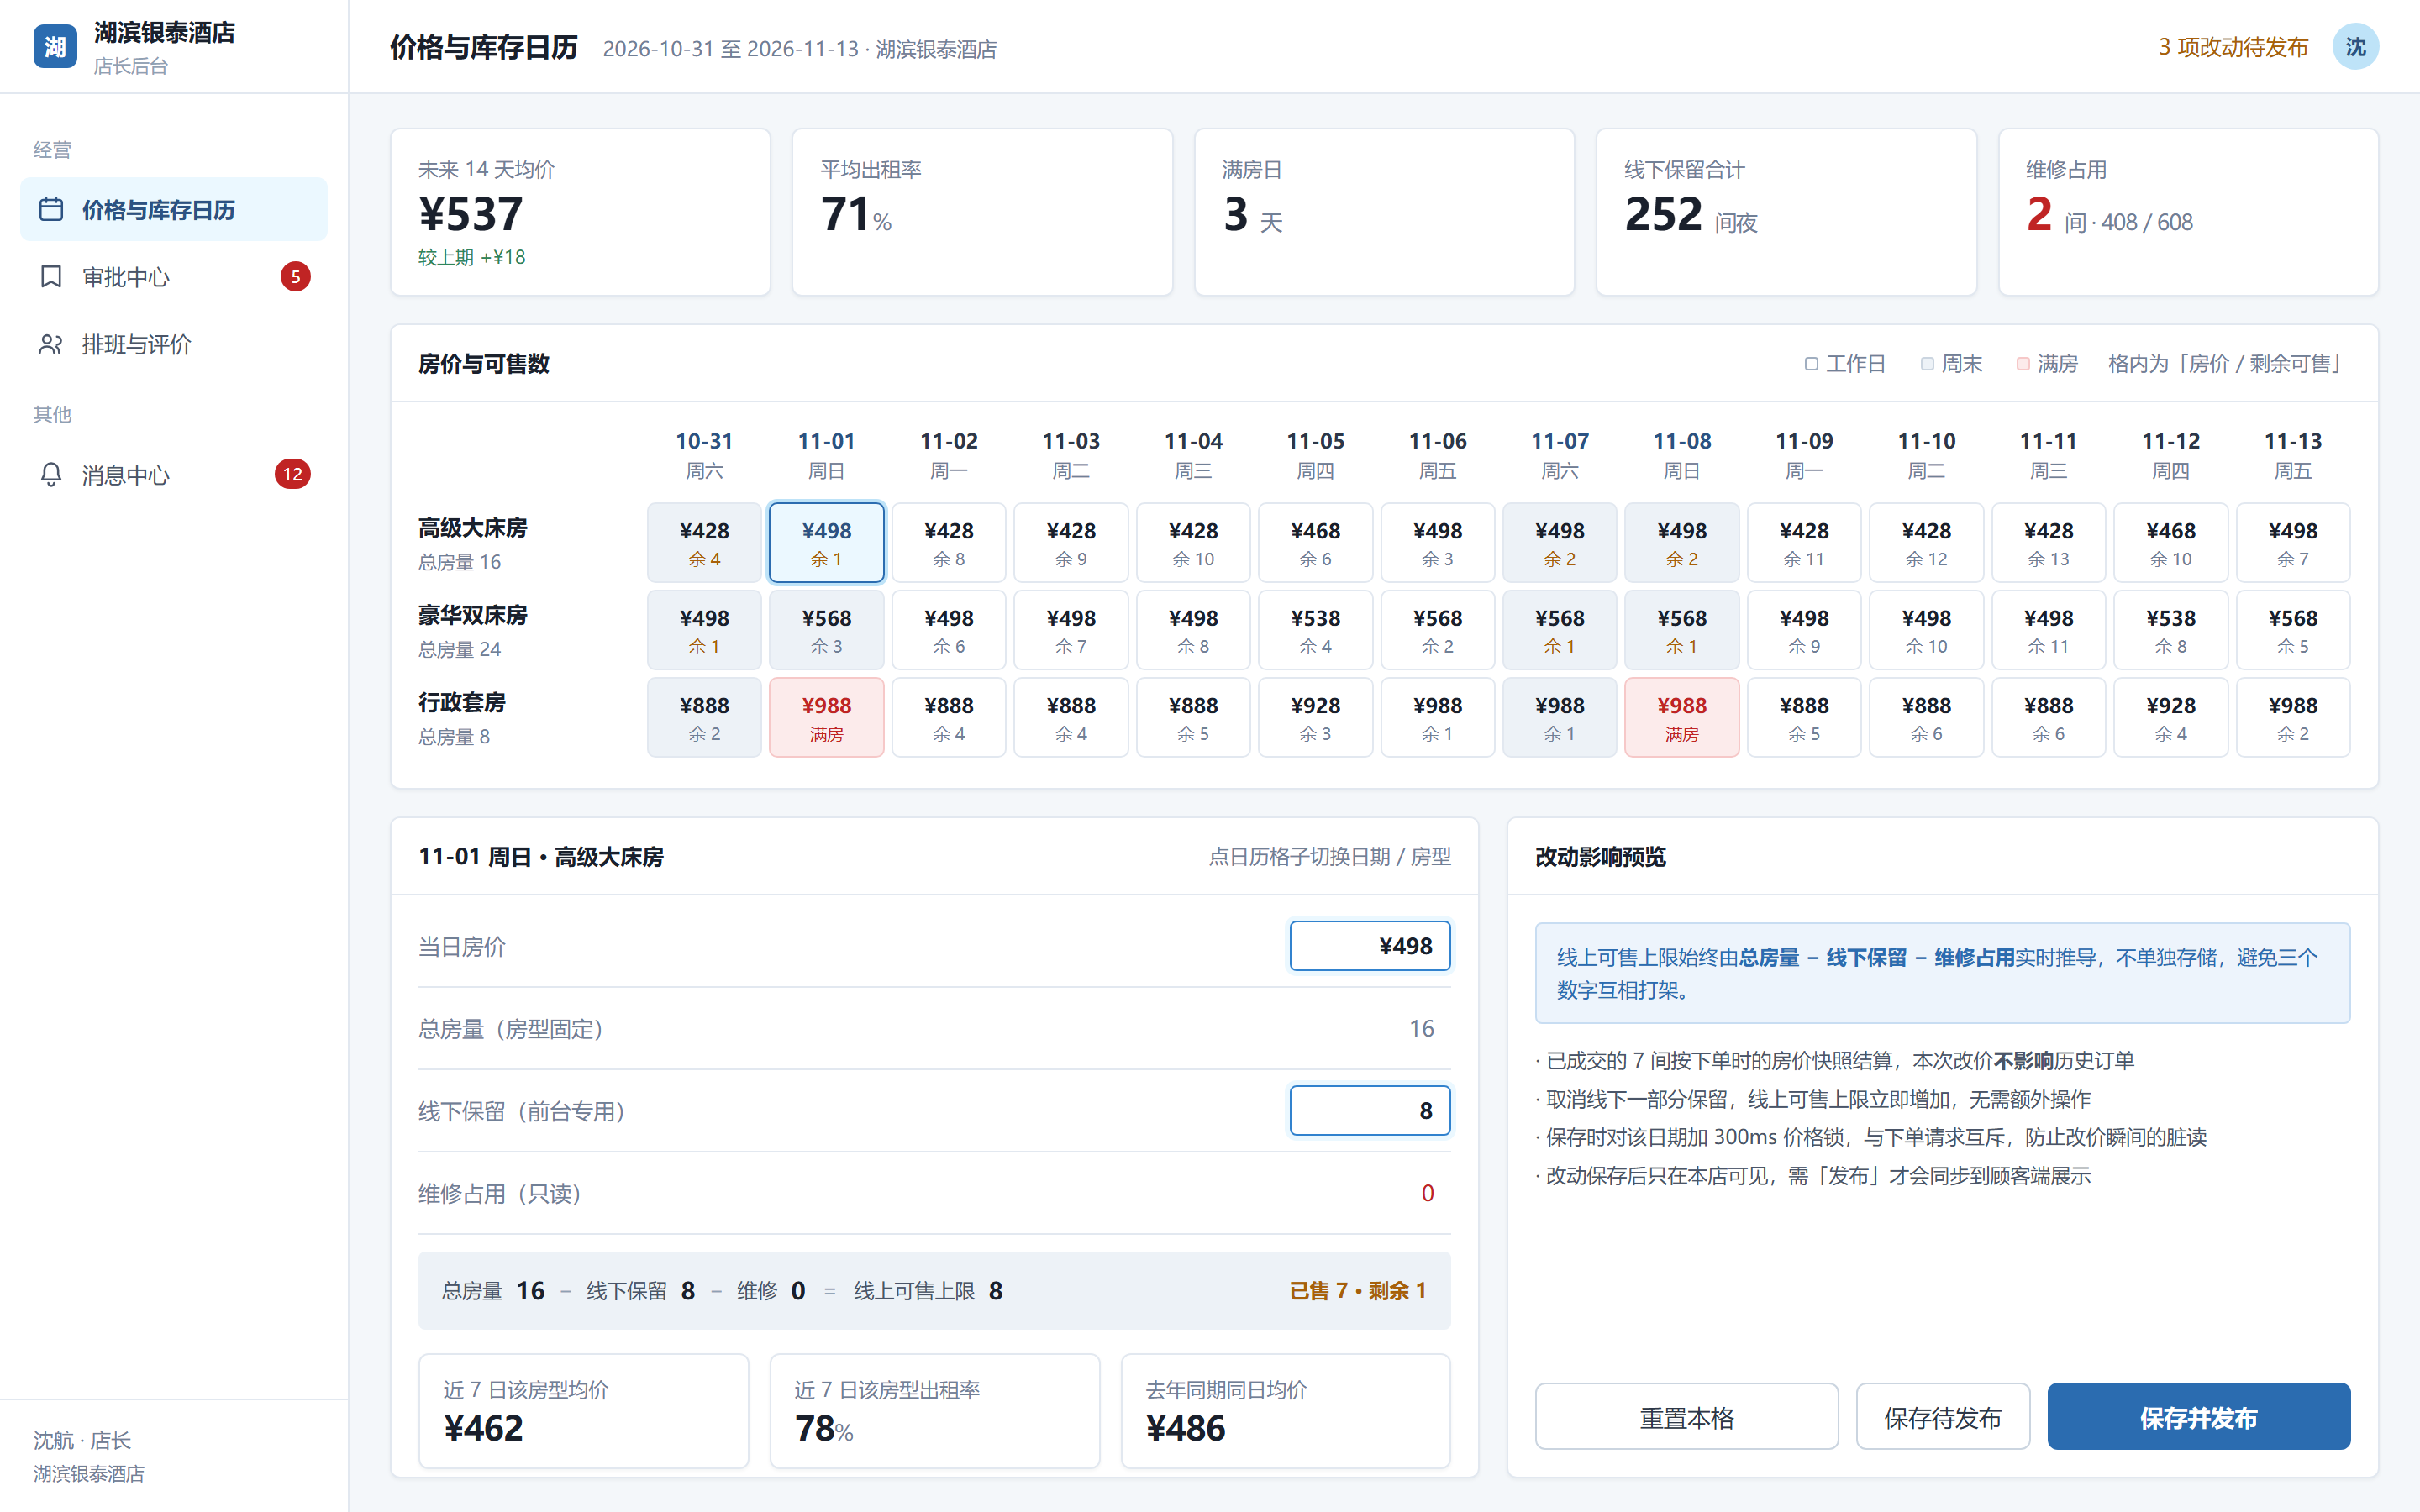 湖
湖滨银泰酒店
店长后台
经营
价格与库存日历
审批中心
5
排班与评价
其他
消息中心
12
沈航 · 店长
湖滨银泰酒店
价格与库存日历
2026-10-31 至 2026-11-13 · 湖滨银泰酒店
3 项改动待发布
沈
未来 14 天均价
¥537
较上期 +¥18
平均出租率
71%
满房日
3 天
线下保留合计
252 间夜
维修占用
2 间 · 408 / 608
房价与可售数
工作日 周末 满房 格内为「房价 / 剩余可售」
10-31 11-01 11-02 11-03 11-04 11-05 11-06 11-07 11-08 11-09 11-10 11-11 11-12 11-13
周六 周日 周一 周二 周三 周四 周五 周六 周日 周一 周二 周三 周四 周五
高级大床房 ¥428 ¥498 ¥428 ¥428 ¥428 ¥468 ¥498 ¥498 ¥498 ¥428 ¥428 ¥428 ¥468 ¥498
总房量 16 余 4 余 1 余 8 余 9 余 10 余 6 余 3 余 2 余 2 余 11 余 12 余 13 余 10 余 7
豪华双床房 ¥498 ¥568 ¥498 ¥498 ¥498 ¥538 ¥568 ¥568 ¥568 ¥498 ¥498 ¥498 ¥538 ¥568
总房量 24 余 1 余 3 余 6 余 7 余 8 余 4 余 2 余 1 余 1 余 9 余 10 余 11 余 8 余 5
行政套房 ¥888 ¥988 ¥888 ¥888 ¥888 ¥928 ¥988 ¥988 ¥988 ¥888 ¥888 ¥888 ¥928 ¥988
总房量 8 余 2 满房 余 4 余 4 余 5 余 3 余 1 余 1 满房 余 5 余 6 余 6 余 4 余 2
11-01 周日 • 高级大床房
点日历格子切换日期 / 房型
当日房价
¥498
总房量（房型固定）
16
线下保留（前台专用）
8
维修占用（只读）
0
总房量 16 − 线下保留 8 − 维修 0 = 线上可售上限 8
已售 7 • 剩余 1
近 7 日该房型均价
¥462
近 7 日该房型出租率
78%
去年同期同日均价
¥486
改动影响预览
线上可售上限始终由总房量 − 线下保留 − 维修占用实时推导，不单独存储，避免三个
数字互相打架。
· 已成交的 7 间按下单时的房价快照结算，本次改价不影响历史订单
· 取消线下一部分保留，线上可售上限立即增加，无需额外操作
· 保存时对该日期加 300ms 价格锁，与下单请求互斥，防止改价瞬间的脏读
· 改动保存后只在本店可见，需「发布」才会同步到顾客端展示
重置本格
保存待发布
保存并发布